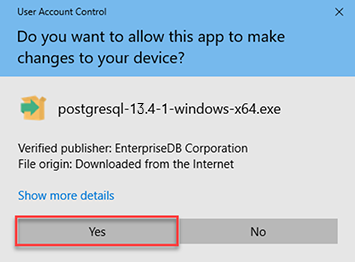 User Account Control
Do you want to allow this app to make
changes to your device?
postgresql-13.4-1-windows-x64.exe
Verified publisher: EnterpriseDB Corporation
File origin: Downloaded from the Internet
Show more details
Yes
No